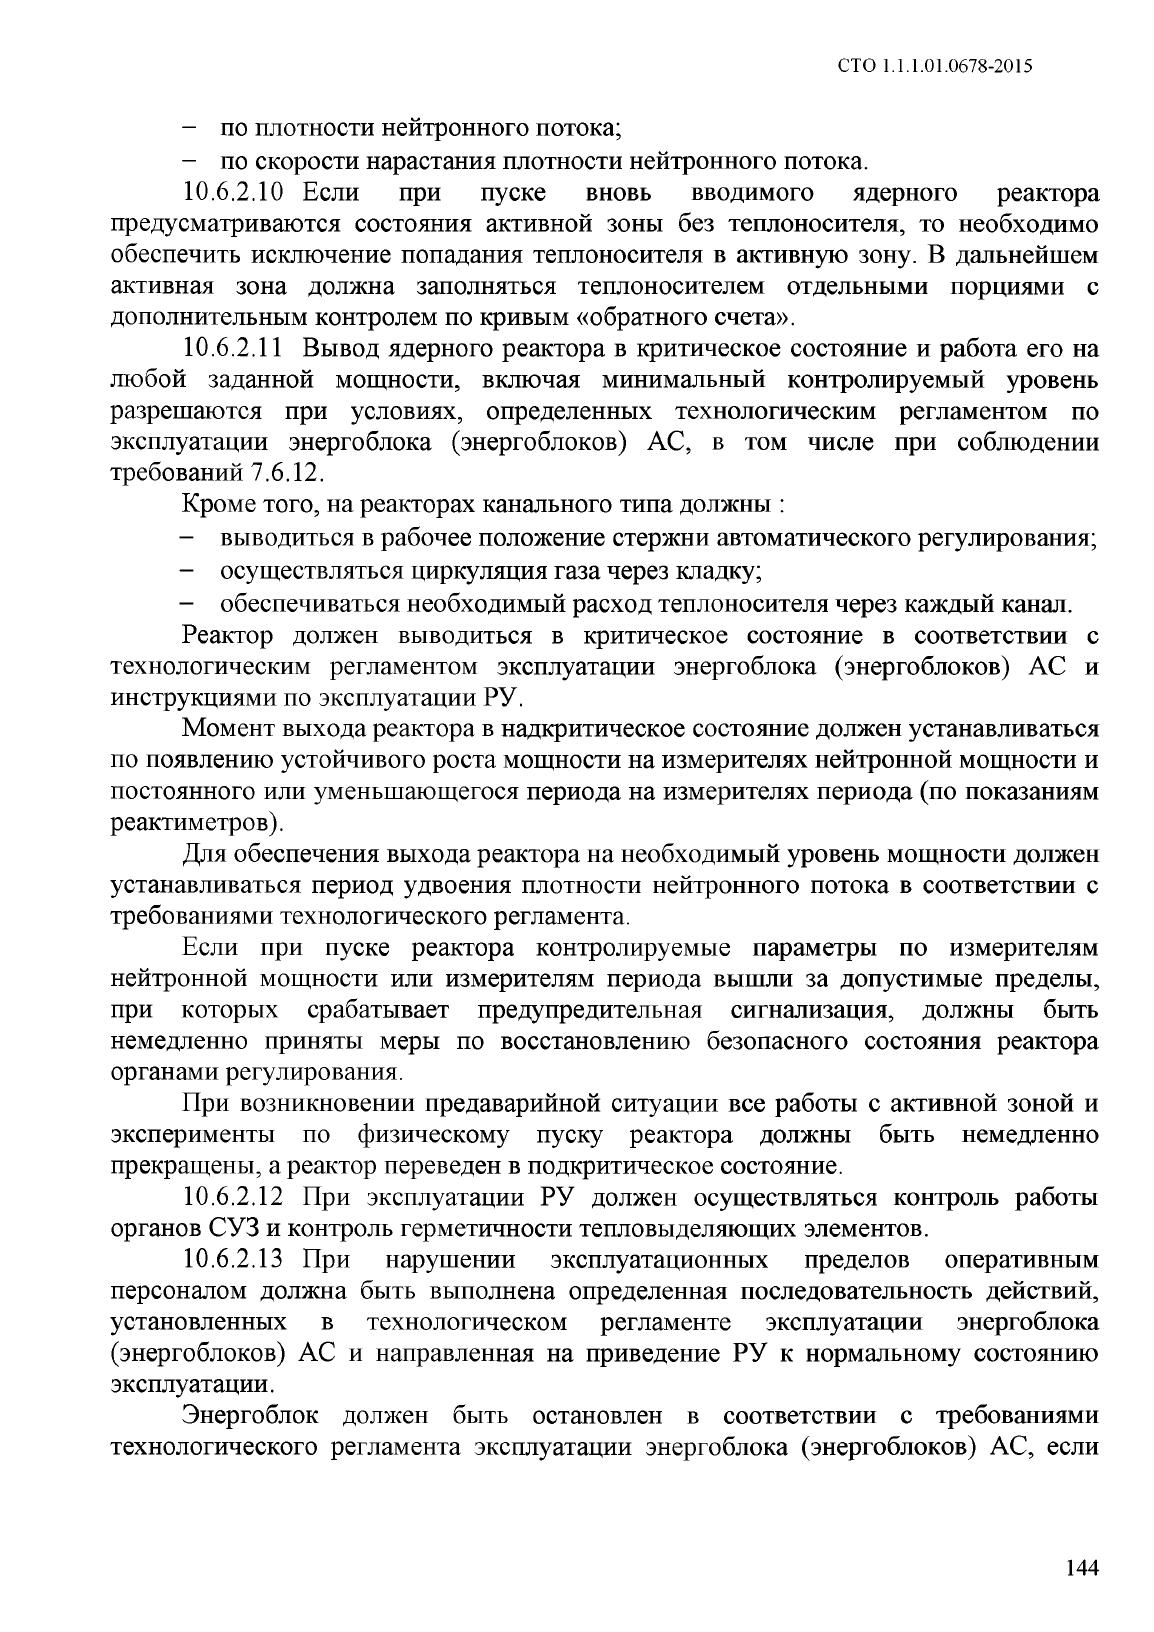 СТО 1.1.1.01.0678-2015
− по плотности нейтронного потока;
− по скорости нарастания плотности нейтронного потока.
10.6.2.10 Если при пуске вновь вводимого ядерного реактора
предусматриваются состояния активной зоны без теплоносителя, то необходимо
обеспечить исключение попадания теплоносителя в активную зону. В дальнейшем
активная зона должна заполняться теплоносителем отдельными порциями с
дополнительным контролем по кривым «обратного счета».
10.6.2.11 Вывод ядерного реактора в критическое состояние и работа его на
любой заданной мощности, включая минимальный контролируемый уровень
разрешаются при условиях, определенных технологическим регламентом по
эксплуатации энергоблока (энергоблоков) АС, в том числе при соблюдении
требований 7.6.12.
Кроме того, на реакторах канального типа должны :
− выводиться в рабочее положение стержни автоматического регулирования;
− осуществляться циркуляция газа через кладку;
− обеспечиваться необходимый расход теплоносителя через каждый канал.
Реактор должен выводиться в критическое состояние в соответствии с
технологическим регламентом эксплуатации энергоблока (энергоблоков) АС и
инструкциями по эксплуатации РУ.
Момент выхода реактора в надкритическое состояние должен устанавливаться
по появлению устойчивого роста мощности на измерителях нейтронной мощности и
постоянного или уменьшающегося периода на измерителях периода (по показаниям
реактиметров).
Для обеспечения выхода реактора на необходимый уровень мощности должен
устанавливаться период удвоения плотности нейтронного потока в соответствии с
требованиями технологического регламента.
Если при пуске реактора контролируемые параметры по измерителям
нейтронной мощности или измерителям периода вышли за допустимые пределы,
при которых срабатывает предупредительная сигнализация, должны быть
немедленно приняты меры по восстановлению безопасного состояния реактора
органами регулирования.
При возникновении предаварийной ситуации все работы с активной зоной и
эксперименты по физическому пуску реактора должны быть немедленно
прекращены, а реактор переведен в подкритическое состояние.
10.6.2.12 При эксплуатации РУ должен осуществляться контроль работы
органов СУЗ и контроль герметичности тепловыделяющих элементов.
10.6.2.13 При нарушении эксплуатационных пределов оперативным
персоналом должна быть выполнена определенная последовательность действий,
установленных в технологическом регламенте эксплуатации энергоблока
(энергоблоков) АС и направленная на приведение РУ к нормальному состоянию
эксплуатации.
Энергоблок должен быть остановлен в соответствии с требованиями
технологического регламента эксплуатации энергоблока (энергоблоков) АС, если
144